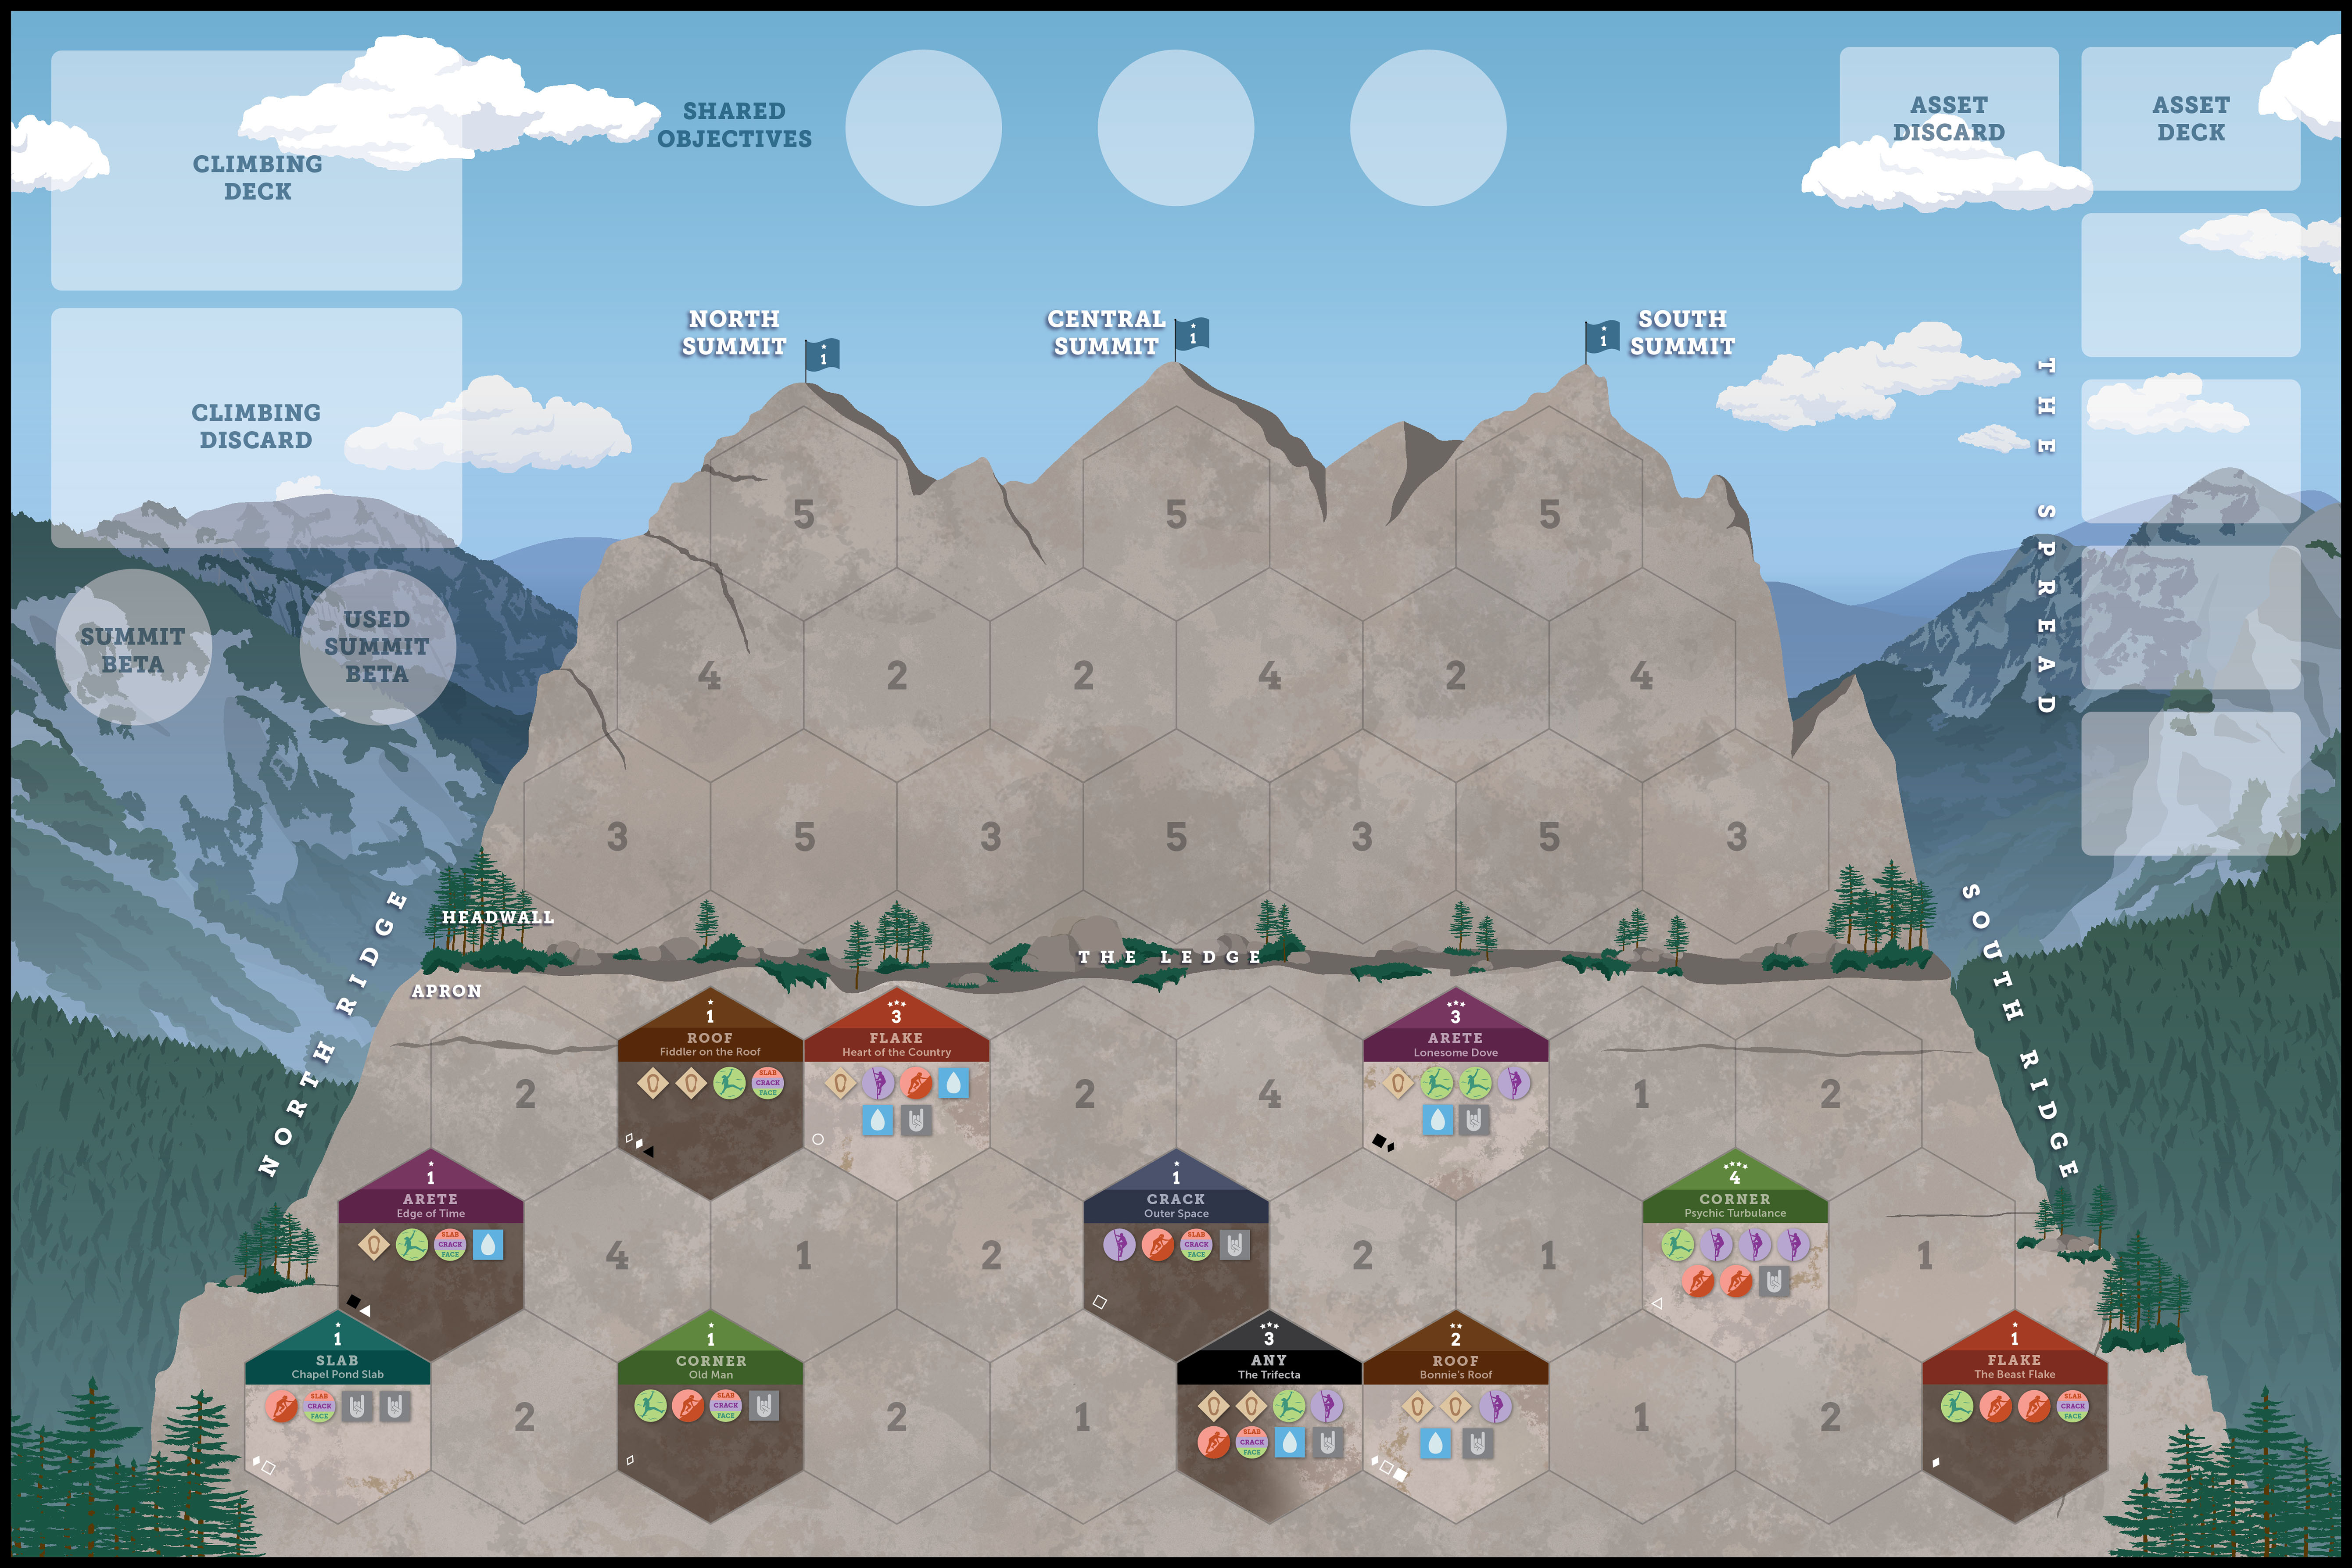 CLIMBING
DECK
SHARED
OBJECTIVES
ASSET
DISCARD
ASSET
DECK
CLIMBING
DISCARD
NORTH
SUMMIT
1
CENTRAL
SUMMIT
1
1
SOUTH
SUMMIT
THE SPREAD
SUMMIT
BETA
USED
SUMMIT
BETA
5
5
5
4
2
2
4
2
4
3
5
3
5
3
5
3
HEADWALL
THE LEDGE
APRON
NORTH RIDGE
SOUTH RIDGE
2
1
ROOF
Fiddler on the Roof
SLAB
CRACK
FACE
3
FLAKE
Heart of the Country
2
4
3
ARETE
Lonesome Dove
1
2
1
ARETE
Edge of Time
SLAB
CRACK
FACE
4
1
2
1
CRACK
Outer Space
SLAB
CRACK
FACE
2
1
4
CORNER
Psychic Turbulance
1
1
SLAB
Chapel Pond Slab
SLAB
CRACK
FACE
2
1
CORNER
Old Man
SLAB
CRACK
FACE
2
1
3
ANY
The Trifecta
SLAB
CRACK
FACE
2
ROOF
Bonnie's Roof
1
2
1
FLAKE
The Beast Flake
SLAB
CRACK
FACE